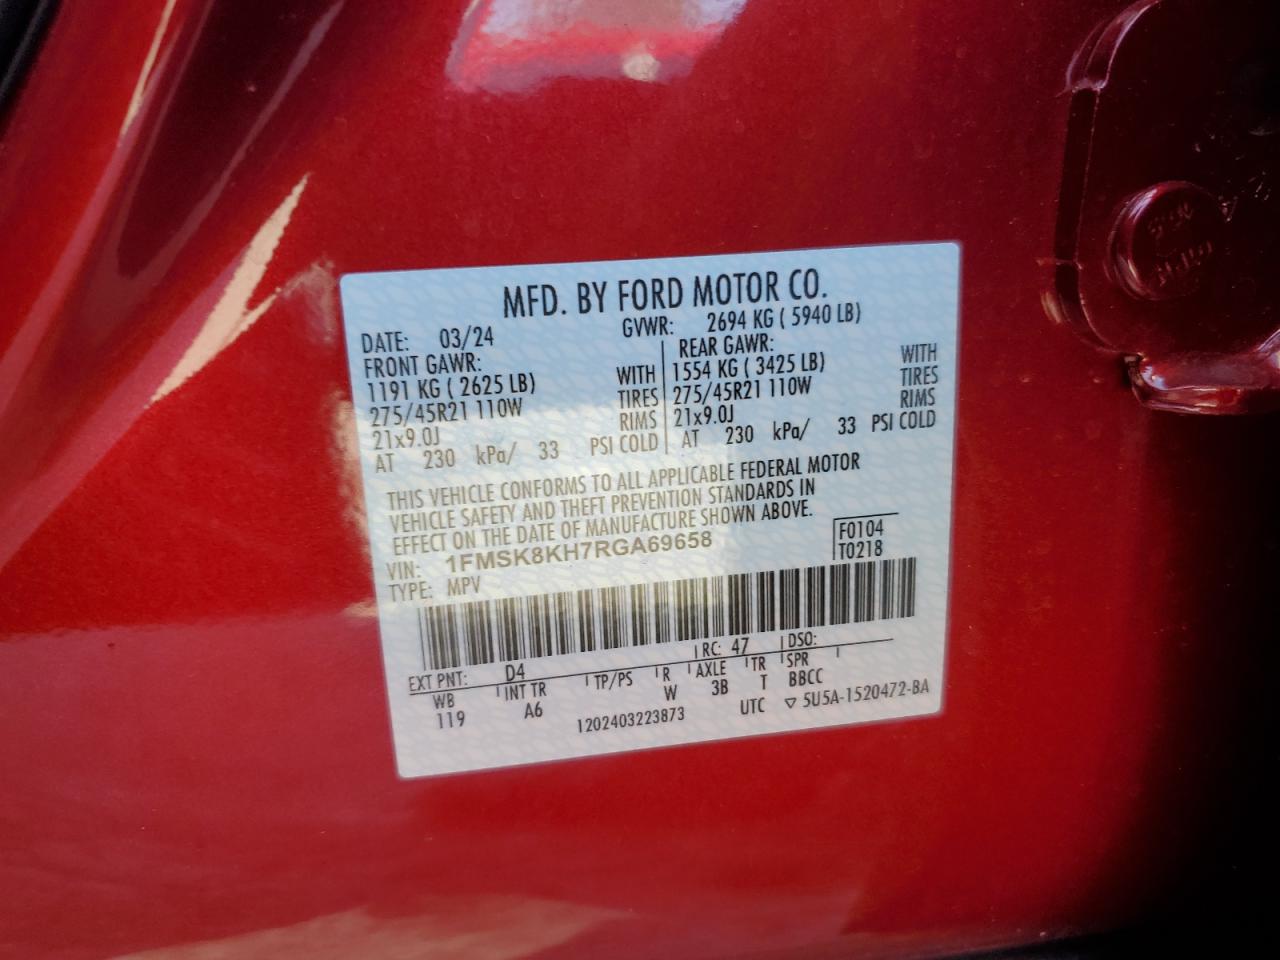 MFD. BY FORD MOTOR CO.
DATE: 03/24 GVWR: 2694 KG ( 5940 LB)
FRONT GAWR: REAR GAWR:
1191 KG ( 2625 LB) WITH 1554 KG ( 3425 LB) WITH
275/45R21 110W TIRES 275/45R21 110W TIRES
21x9.0J RIMS 21x9.0J RIMS
AT 230 kPa/ 33 PSI COLD AT 230 kPa/ 33 PSI COLD
THIS VEHICLE CONFORMS TO ALL APPLICABLE FEDERAL MOTOR
VEHICLE SAFETY AND THEFT PREVENTION STANDARDS IN
EFFECT ON THE DATE OF MANUFACTURE SHOWN ABOVE.
VIN: 1FMSK8KH7RGA69658 F0104
TYPE: MPV T0218
EXT PNT: D4 RC: 47 DSO:
WB INT TR TP/PS R AXLE TR SPR
119 A6 W 3B T BBCC
1202403223873 UTC ▽ 5U5A-1520472-BA